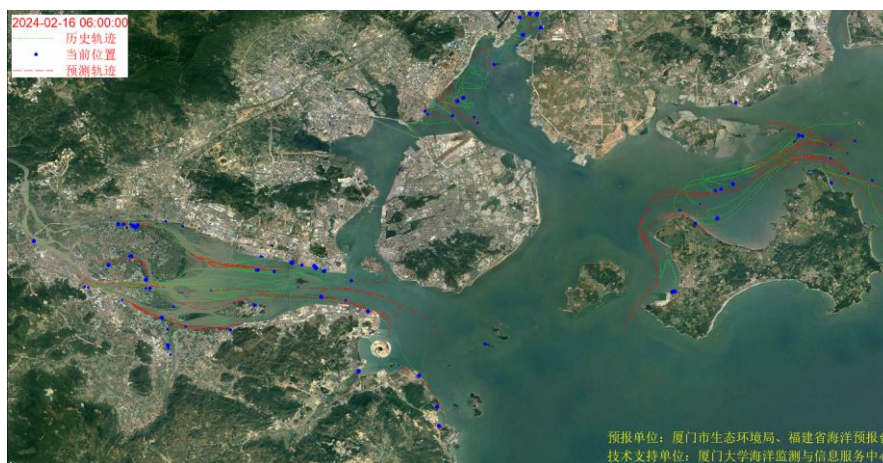 2024-02-16 06:00:00
历史轨迹
当前位置
预测轨迹
预报单位：厦门市生态环境局、福建省海洋预报台
技术支持单位：厦门大学海洋监测与信息服务中心